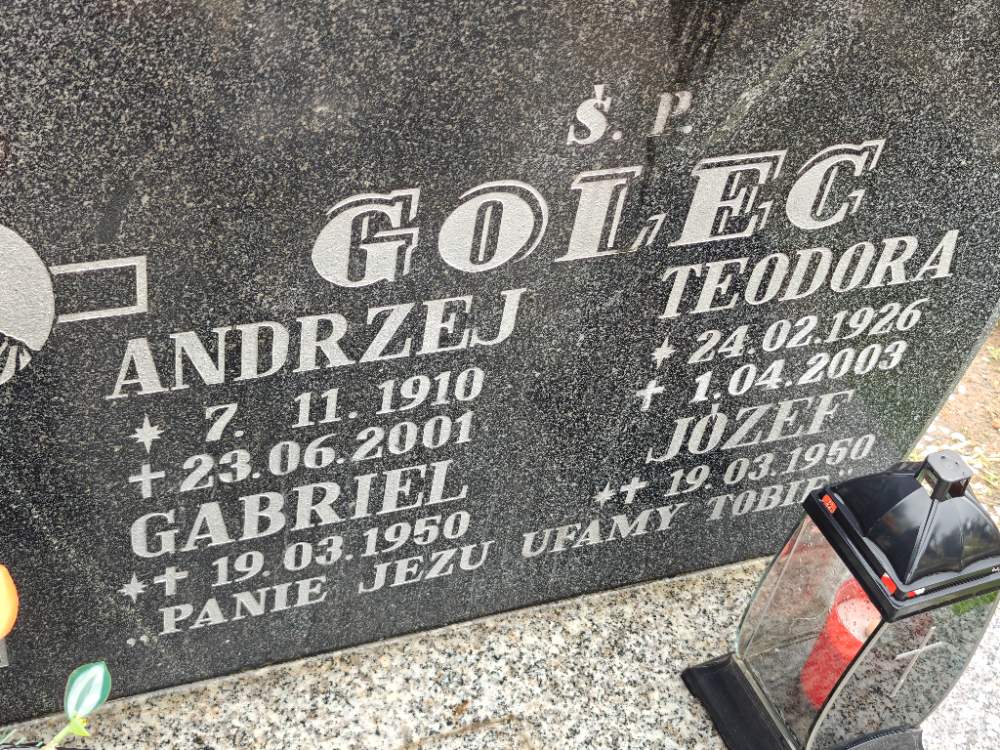 Ś. P.
GOLEC
ANDRZEJ
* 7. 11. 1910
+ 23.06.2001
GABRIEL
*+ 19.03.1950
TEODORA
* 24.02.1926
+ 1.04.2003
JÓZEF
*+ 19.03.1950
„PANIE JEZU UFAMY TOBIE"